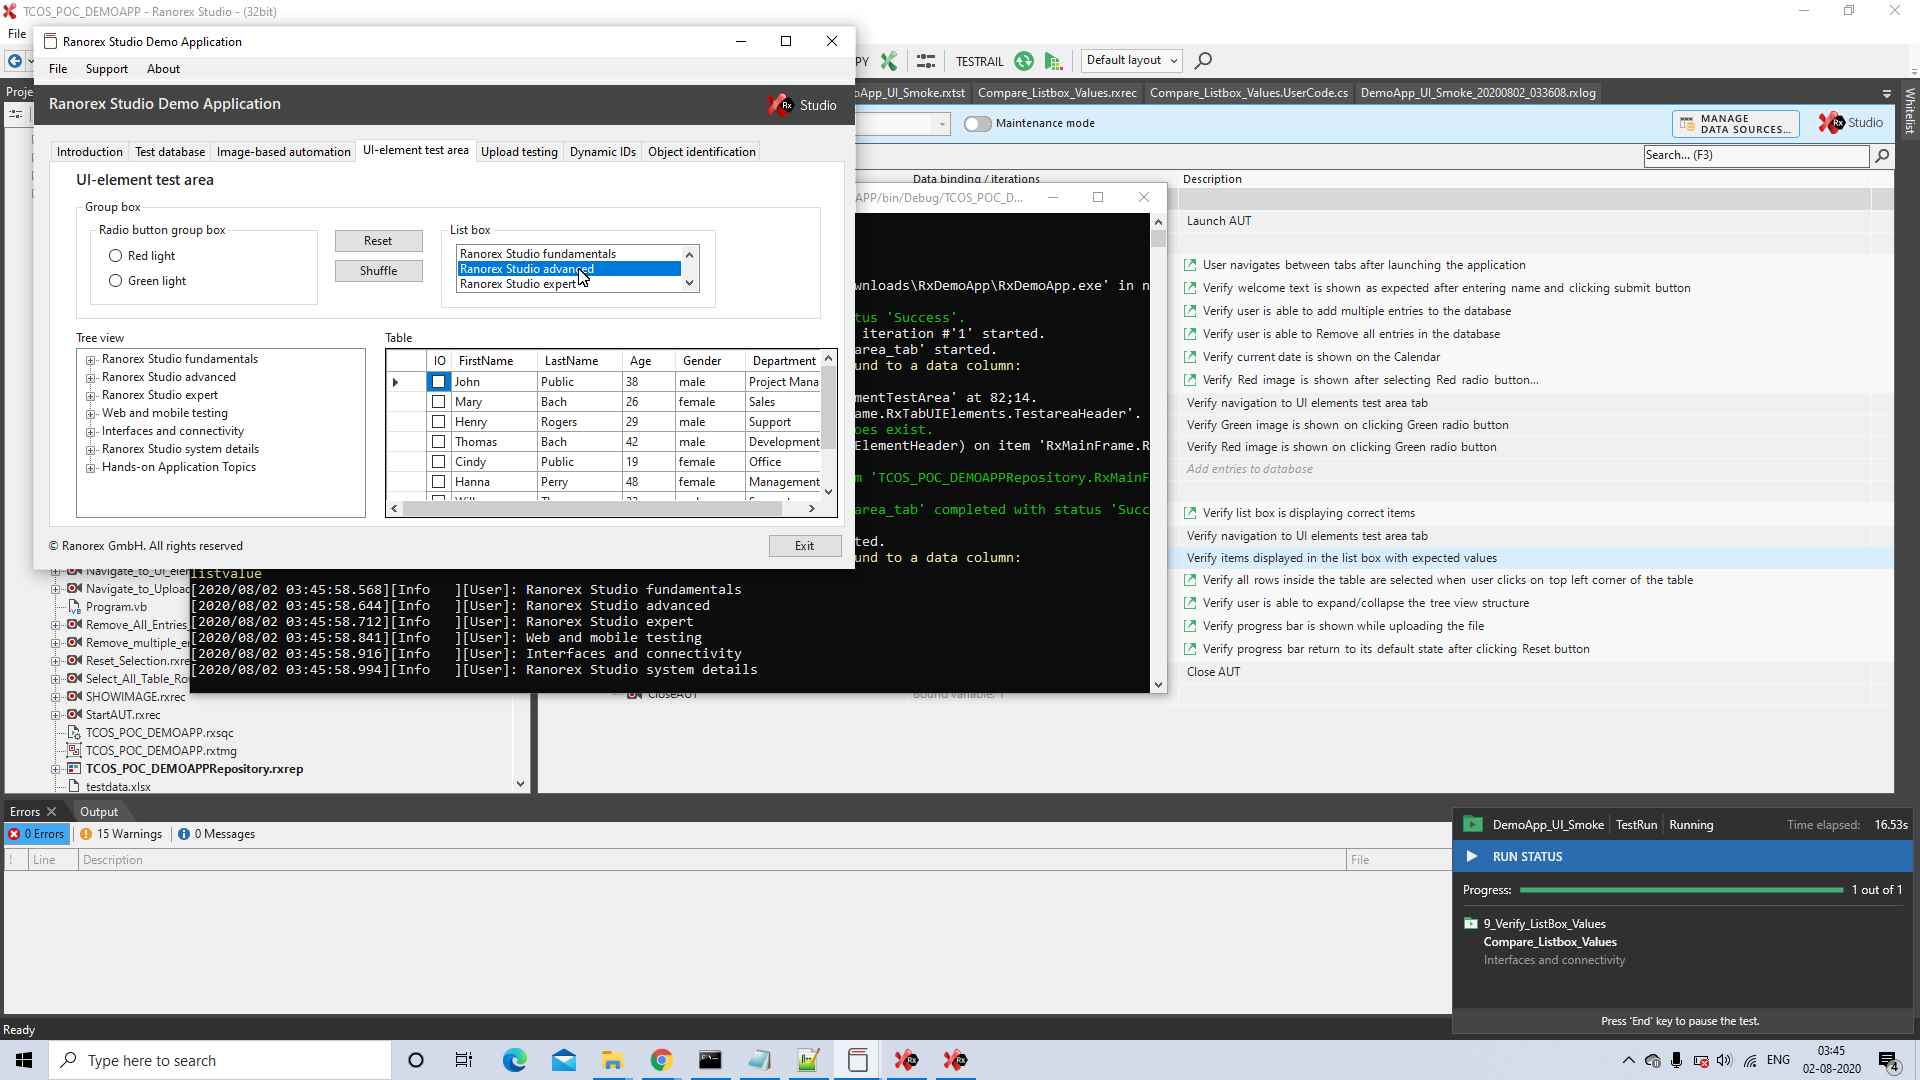 TCOS_POC_DEMOAPP - Ranorex Studio - (32bit)
File
Ranorex Studio Demo Application
File Support About
Ranorex Studio Demo Application
Rx Studio
Introduction Test database Image-based automation UI-element test area Upload testing Dynamic IDs Object identification
UI-element test area
Group box
Radio button group box
Red light
Green light
Reset
Shuffle
List box
Ranorex Studio fundamentals
Ranorex Studio advanced
Ranorex Studio expert
Tree view
Ranorex Studio fundamentals
Ranorex Studio advanced
Ranorex Studio expert
Web and mobile testing
Interfaces and connectivity
Ranorex Studio system details
Hands-on Application Topics
Table
IO FirstName LastName Age Gender Department
John Public 38 male Project Mana
Mary Bach 26 female Sales
Henry Rogers 29 male Support
Thomas Bach 42 male Development
Cindy Public 19 female Office
Hanna Perry 48 female Management
© Ranorex GmbH. All rights reserved
Exit
PY TESTRAIL Default layout
oApp_UI_Smoke.rxtst Compare_Listbox_Values.rxrec Compare_Listbox_Values.UserCode.cs DemoApp_UI_Smoke_20200802_033608.rxlog
Whitelist
Proje
Maintenance mode
MANAGE
DATA SOURCES...
Rx Studio
Search... (F3)
Data binding / iterations Description
Launch AUT
User navigates between tabs after launching the application
Verify welcome text is shown as expected after entering name and clicking submit button
Verify user is able to add multiple entries to the database
Verify user is able to Remove all entries in the database
Verify current date is shown on the Calendar
Verify Red image is shown after selecting Red radio button...
Verify navigation to UI elements test area tab
Verify Green image is shown on clicking Green radio button
Verify Red image is shown on clicking Green radio button
Add entries to database
Verify list box is displaying correct items
Verify navigation to UI elements test area tab
Verify items displayed in the list box with expected values
Verify all rows inside the table are selected when user clicks on top left corner of the table
Verify user is able to expand/collapse the tree view structure
Verify progress bar is shown while uploading the file
Verify progress bar return to its default state after clicking Reset button
Close AUT
APP/bin/Debug/TCOS_POC_D...
wnloads\RxDemoApp\RxDemoApp.exe' in n
tus 'Success'.
iteration #'1' started.
area_tab' started.
und to a data column:
mentTestArea' at 82;14.
ame.RxTabUIElements.TestareaHeader'.
oes exist.
ElementHeader) on item 'RxMainFrame.R
m 'TCOS_POC_DEMOAPPRepository.RxMainF
area_tab' completed with status 'Succ
ted.
und to a data column:
listvalue
[2020/08/02 03:45:58.568][Info ][User]: Ranorex Studio fundamentals
[2020/08/02 03:45:58.644][Info ][User]: Ranorex Studio advanced
[2020/08/02 03:45:58.712][Info ][User]: Ranorex Studio expert
[2020/08/02 03:45:58.841][Info ][User]: Web and mobile testing
[2020/08/02 03:45:58.916][Info ][User]: Interfaces and connectivity
[2020/08/02 03:45:58.994][Info ][User]: Ranorex Studio system details
CloseAUT Bound variable: 1
Navigate_to_UI_elem
Navigate_to_Upload
Program.vb
Remove_All_Entries
Remove_multiple_e
Reset_Selection.rxre
Select_All_Table_Ro
SHOWIMAGE.rxrec
StartAUT.rxrec
TCOS_POC_DEMOAPP.rxsqc
TCOS_POC_DEMOAPP.rxtmg
TCOS_POC_DEMOAPPRepository.rxrep
testdata.xlsx
Errors Output
0 Errors 15 Warnings 0 Messages
! Line Description File
DemoApp_UI_Smoke TestRun Running Time elapsed: 16.53s
RUN STATUS
Progress: 1 out of 1
9_Verify_ListBox_Values
Compare_Listbox_Values
Interfaces and connectivity
Press 'End' key to pause the test.
Ready
Type here to search
ENG
03:45
02-08-2020
4